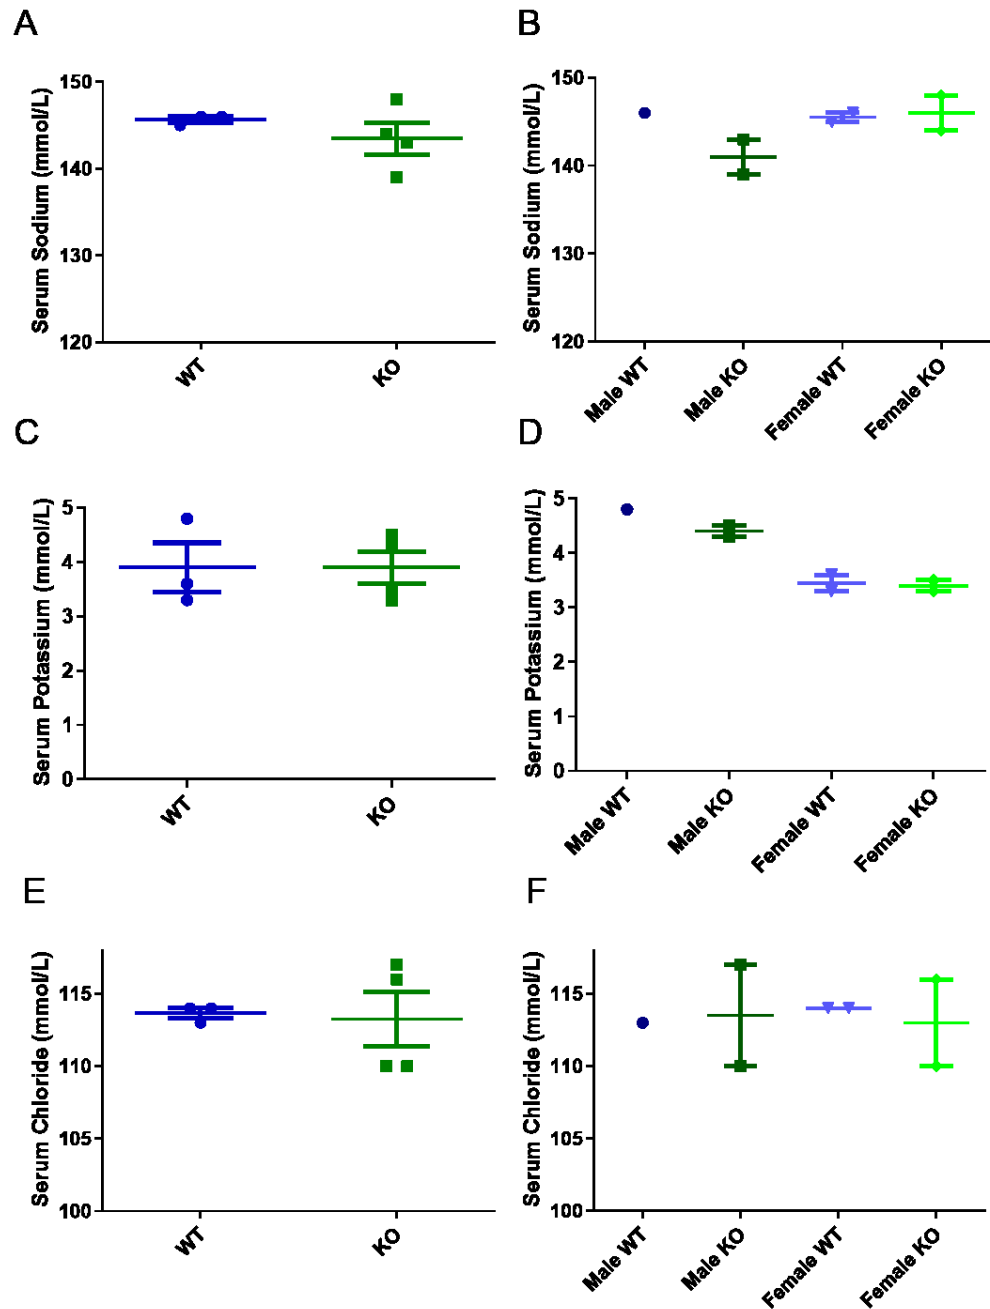 A
B
Serum Sodium (mmol/L)
150
140
130
120
WT
KO
Serum Sodium (mmol/L)
150
140
130
120
Male WT
Male KO
Female WT
Female KO
C
D
Serum Potassium (mmol/L)
5
4
3
2
1
0
WT
KO
Serum Potassium (mmol/L)
5
4
3
2
1
0
Male WT
Male KO
Female WT
Female KO
E
F
Serum Chloride (mmol/L)
115
110
105
100
WT
KO
Serum Chloride (mmol/L)
115
110
105
100
Male WT
Male KO
Female WT
Female KO